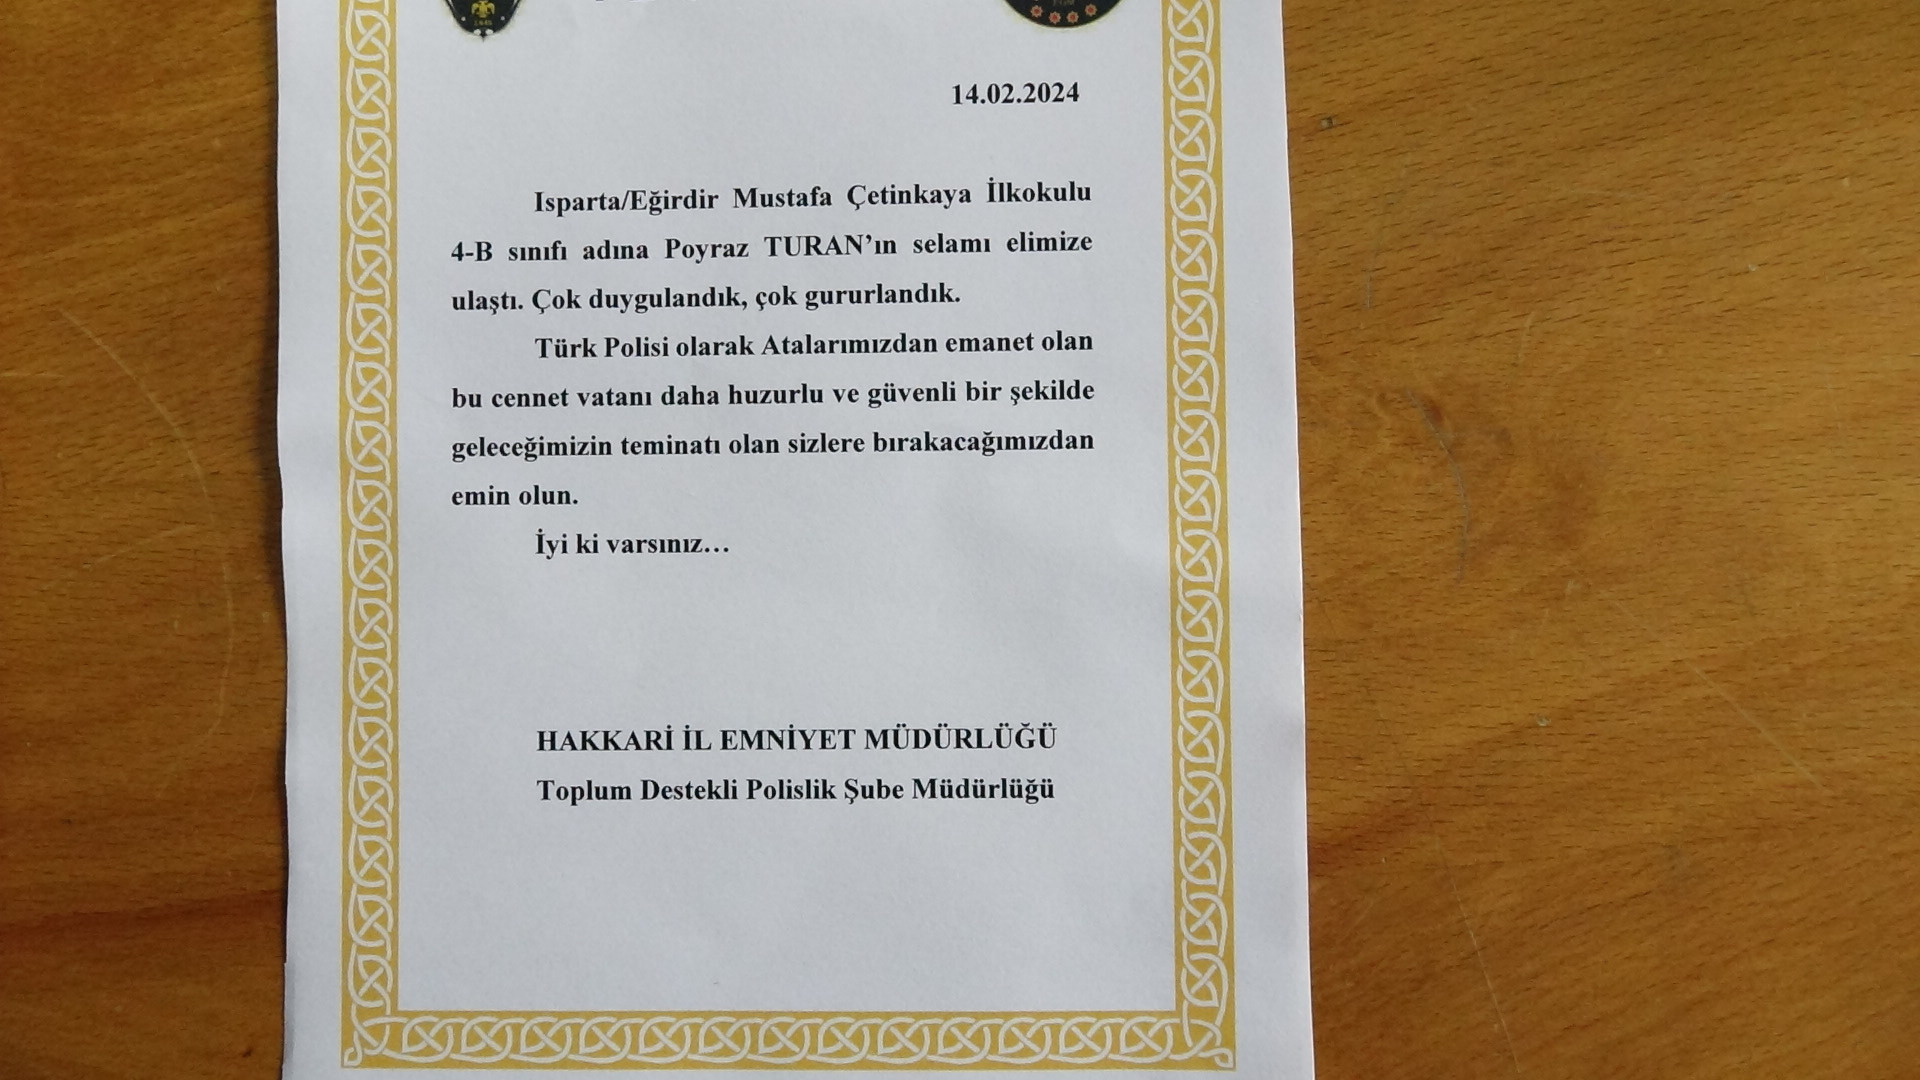 14.02.2024
Isparta/Eğirdir Mustafa Çetinkaya İlkokulu
4-B sınıfı adına Poyraz TURAN’ın selamı elimize
ulaştı. Çok duygulandık, çok gururlandık.
Türk Polisi olarak Atalarımızdan emanet olan
bu cennet vatanı daha huzurlu ve güvenli bir şekilde
geleceğimizin teminatı olan sizlere bırakacağımızdan
emin olun.
İyi ki varsınız…
HAKKARİ İL EMNİYET MÜDÜRLÜĞÜ
Toplum Destekli Polislik Şube Müdürlüğü